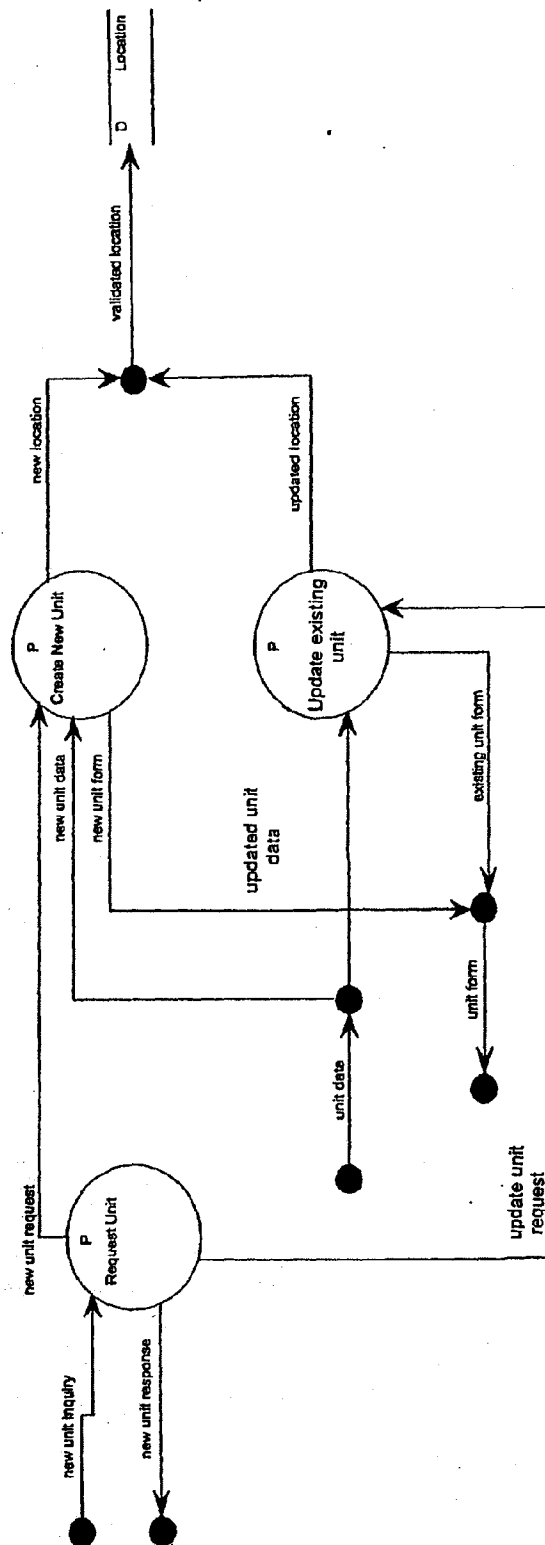 new unit inquiry
new unit response
P
Request Unit
new unit request
update unit
request
unit data
unit form
new unit data
new unit form
updated unit
data
existing unit form
P
Create New Unit
P
Update existing
unit
new location
updated location
validated location
D Location